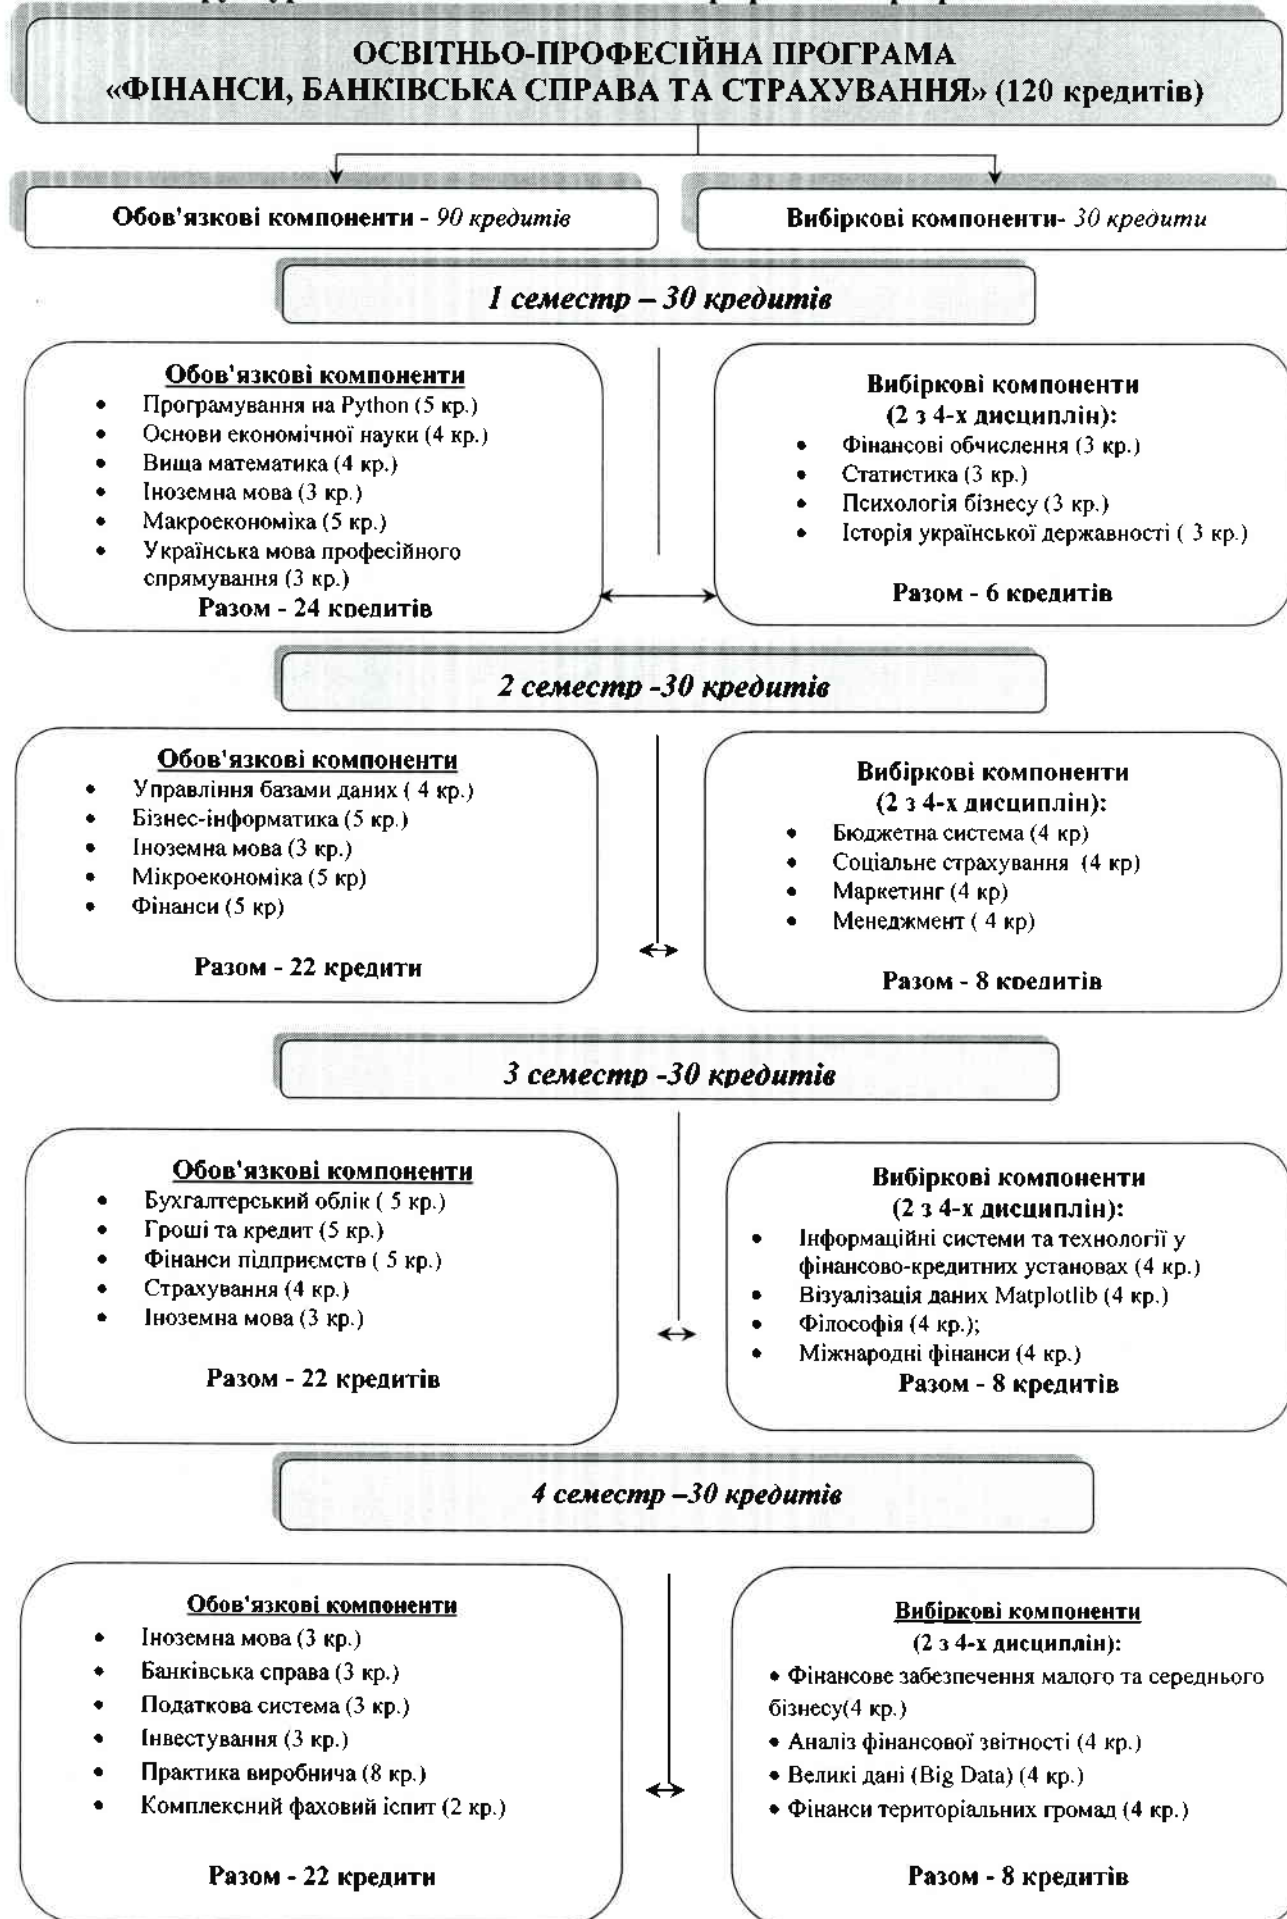 ОСВІТНЬО-ПРОФЕСІЙНА ПРОГРАМА
«ФІНАНСИ, БАНКІВСЬКА СПРАВА ТА СТРАХУВАННЯ» (120 кредитів)
Обов'язкові компоненти - 90 кредитів
Вибіркові компоненти- 30 кредити
1 семестр – 30 кредитів
Обов'язкові компоненти
• Програмування на Python (5 кр.)
• Основи економічної науки (4 кр.)
• Вища математика (4 кр.)
• Іноземна мова (3 кр.)
• Макроекономіка (5 кр.)
• Українська мова професійного
спрямування (3 кр.)
Разом - 24 кредитів
Вибіркові компоненти
(2 з 4-х дисциплін):
• Фінансові обчислення (3 кр.)
• Статистика (3 кр.)
• Психологія бізнесу (3 кр.)
• Історія української державності ( 3 кр.)
Разом - 6 кредитів
2 семестр -30 кредитів
Обов'язкові компоненти
• Управління базами даних ( 4 кр.)
• Бізнес-інформатика (5 кр.)
• Іноземна мова (3 кр.)
• Мікроекономіка (5 кр)
• Фінанси (5 кр)
Разом - 22 кредити
Вибіркові компоненти
(2 з 4-х дисциплін):
• Бюджетна система (4 кр)
• Соціальне страхування (4 кр)
• Маркетинг (4 кр)
• Менеджмент ( 4 кр)
Разом - 8 кредитів
3 семестр -30 кредитів
Обов'язкові компоненти
• Бухгалтерський облік ( 5 кр.)
• Гроші та кредит (5 кр.)
• Фінанси підприємств ( 5 кр.)
• Страхування (4 кр.)
• Іноземна мова (3 кр.)
Разом - 22 кредитів
Вибіркові компоненти
(2 з 4-х дисциплін):
• Інформаційні системи та технології у
фінансово-кредитних установах (4 кр.)
• Візуалізація даних Matplotlib (4 кр.)
• Філософія (4 кр.);
• Міжнародні фінанси (4 кр.)
Разом - 8 кредитів
4 семестр –30 кредитів
Обов'язкові компоненти
• Іноземна мова (3 кр.)
• Банківська справа (3 кр.)
• Податкова система (3 кр.)
• Інвестування (3 кр.)
• Практика виробнича (8 кр.)
• Комплексний фаховий іспит (2 кр.)
Разом - 22 кредити
Вибіркові компоненти
(2 з 4-х дисциплін):
• Фінансове забезпечення малого та середнього
бізнесу(4 кр.)
• Аналіз фінансової звітності (4 кр.)
• Великі дані (Big Data) (4 кр.)
• Фінанси територіальних громад (4 кр.)
Разом - 8 кредитів